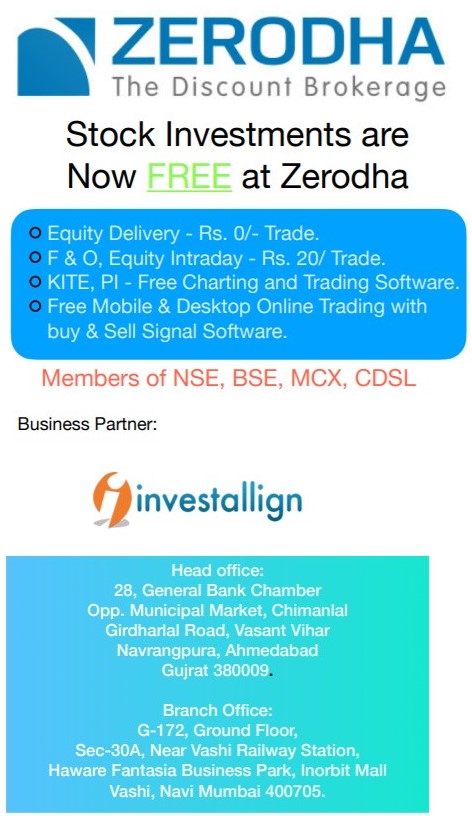 ZERODHA
The Discount Brokerage
Stock Investments are
Now FREE at Zerodha
Equity Delivery - Rs. 0/- Trade.
F & O, Equity Intraday - Rs. 20/ Trade.
KITE, PI - Free Charting and Trading Software.
Free Mobile & Desktop Online Trading with
buy & Sell Signal Software.
Members of NSE, BSE, MCX, CDSL
Business Partner:
investallign
Head office:
28, General Bank Chamber
Opp. Municipal Market, Chimanlal
Girdharlal Road, Vasant Vihar
Navrangpura, Ahmedabad
Gujrat 380009.
Branch Office:
G-172, Ground Floor,
Sec-30A, Near Vashi Railway Station,
Haware Fantasia Business Park, Inorbit Mall
Vashi, Navi Mumbai 400705.